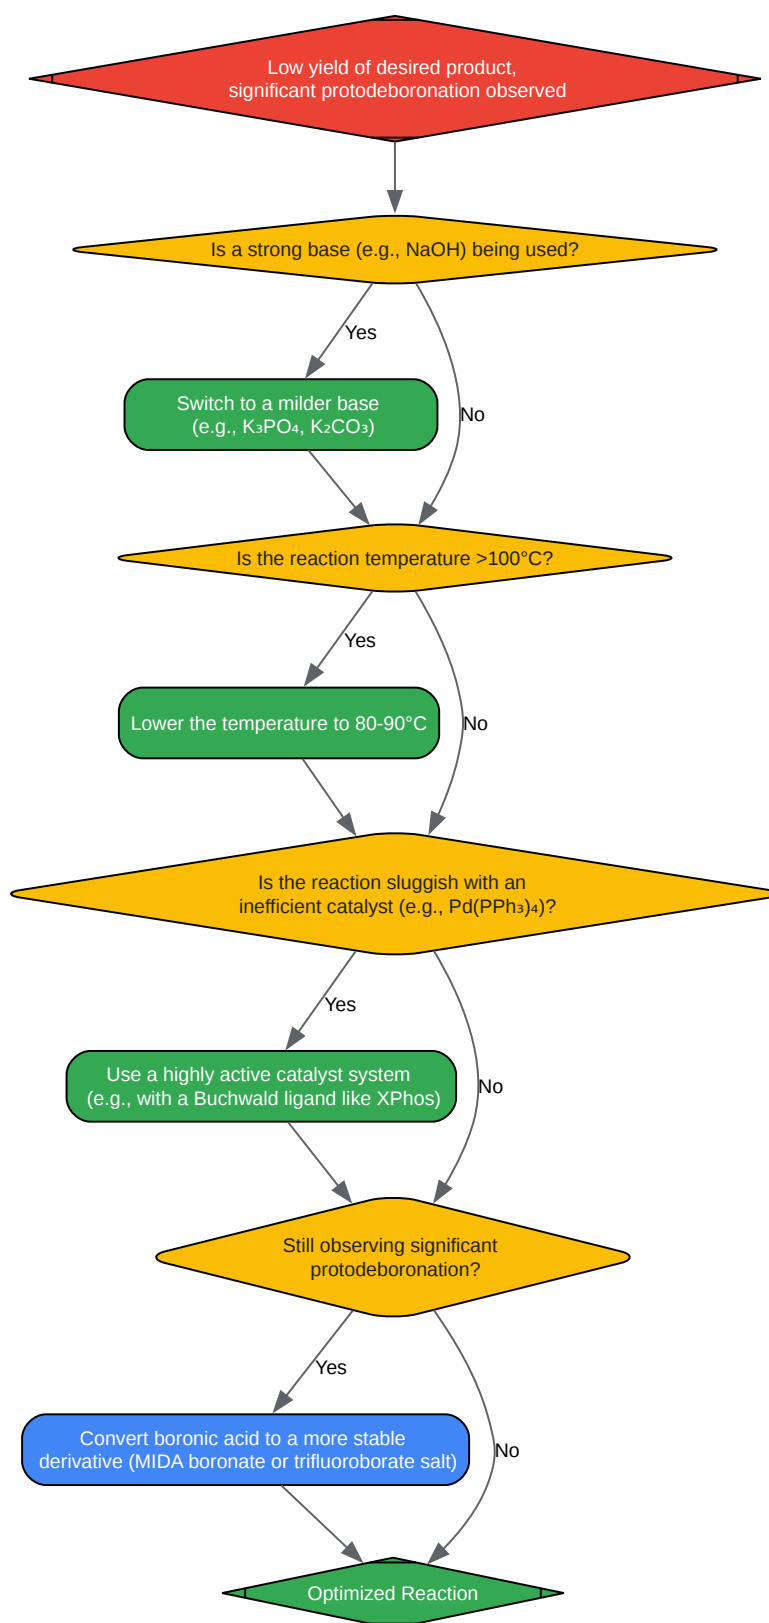 Low yield of desired product,
significant protodeboronation observed
Is a strong base (e.g., NaOH) being used?
Yes
Switch to a milder base
(e.g., K₃PO₄, K₂CO₃)
No
Is the reaction temperature >100°C?
Yes
Lower the temperature to 80-90°C
No
Is the reaction sluggish with an
inefficient catalyst (e.g., Pd(PPh₃)₄)?
Yes
Use a highly active catalyst system
(e.g., with a Buchwald ligand like XPhos)
No
Still observing significant
protodeboronation?
Yes
Convert boronic acid to a more stable
derivative (MIDA boronate or trifluoroborate salt)
No
Optimized Reaction